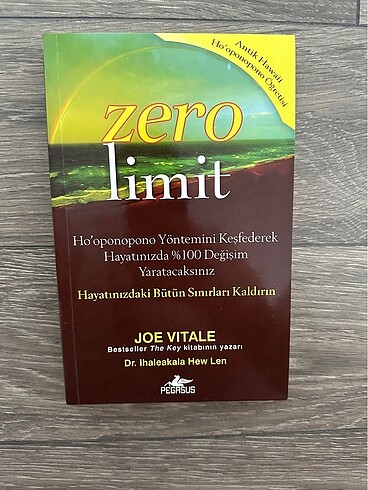 Antik Hawaii
Ho'oponopono Öğretisi
zero
limit
Ho'oponopono Yöntemini Keşfederek
Hayatınızda %100 Değişim
Yaratacaksınız
Hayatınızdaki Bütün Sınırları Kaldırın
JOE VITALE
Bestseller The Key kitabının yazarı
Dr. Ihaleakala Hew Len
PEGASUS